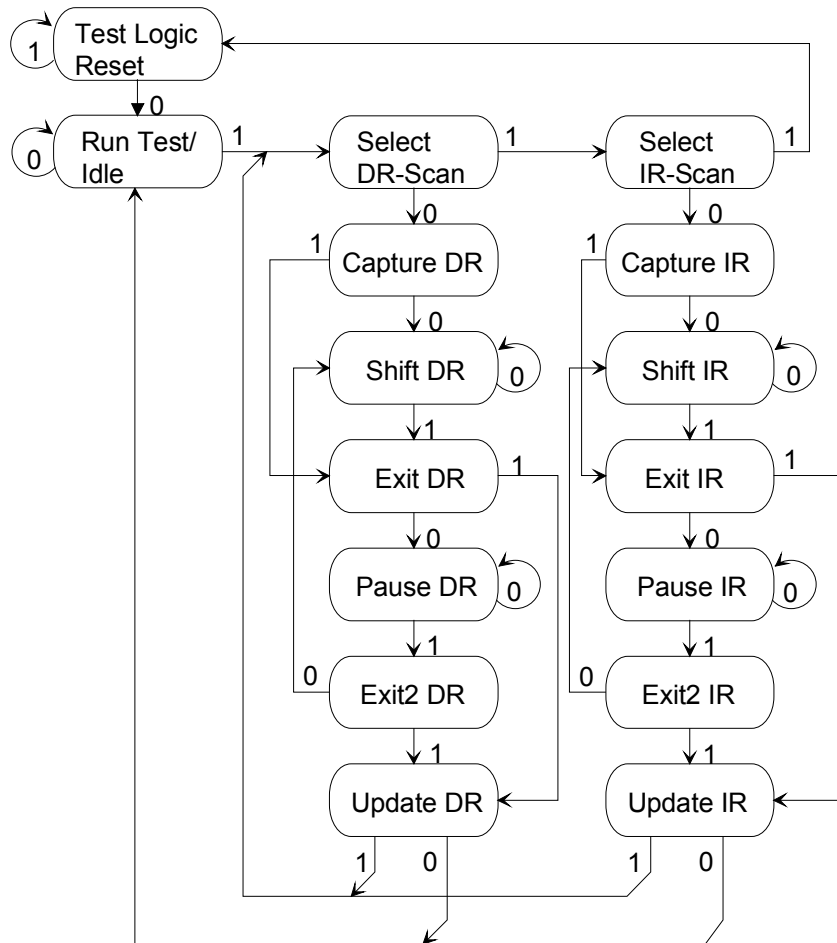 Test Logic
Reset
1
0
Run Test/
Idle
0
1
Select
DR-Scan
1
Select
IR-Scan
1
0
0
1
Capture DR
1
Capture IR
0
0
Shift DR
0
Shift IR
0
1
1
Exit DR
1
Exit IR
1
0
0
Pause DR
0
Pause IR
0
1
1
0
Exit2 DR
0
Exit2 IR
1
1
Update DR
Update IR
1
0
1
0